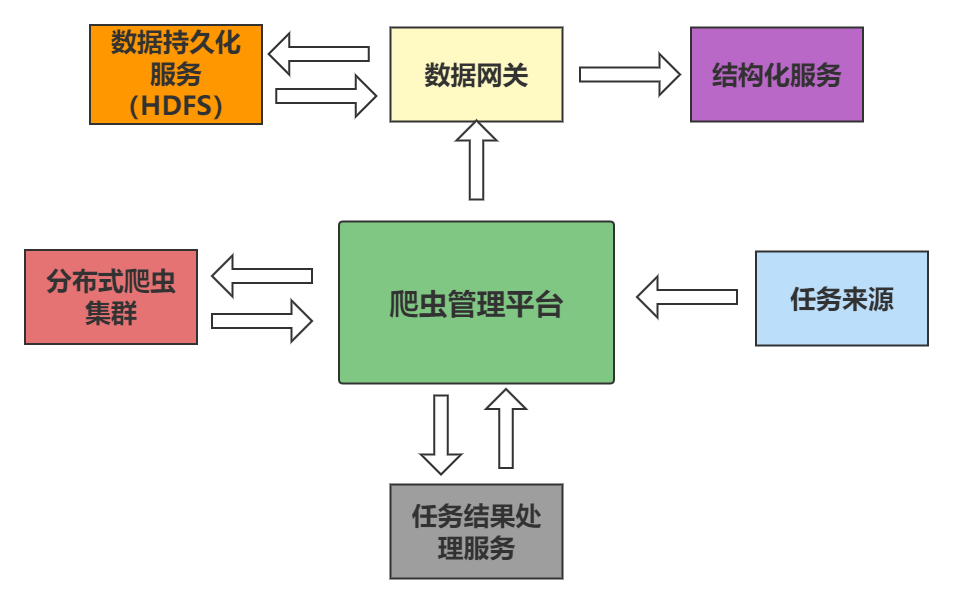 数据持久化
服务
（HDFS）
数据网关
结构化服务
分布式爬虫
集群
爬虫管理平台
任务来源
任务结果处
理服务